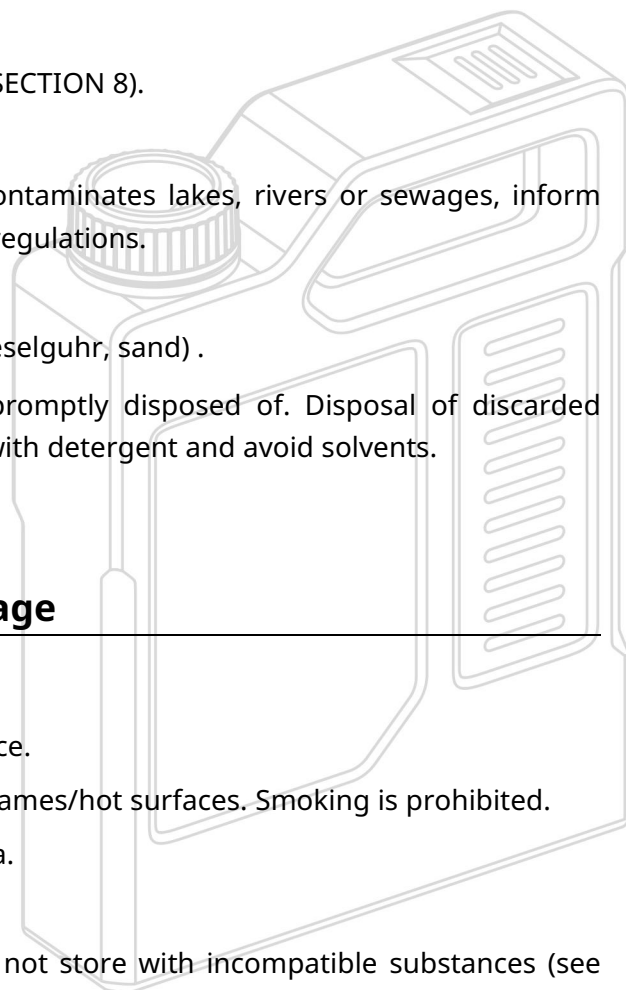 SECTION 8).
ontaminates lakes, rivers or sewages, inform
regulations.
eselguhr, sand) .
promptly disposed of. Disposal of discarded
with detergent and avoid solvents.
age
ce.
ames/hot surfaces. Smoking is prohibited.
a.
not store with incompatible substances (see